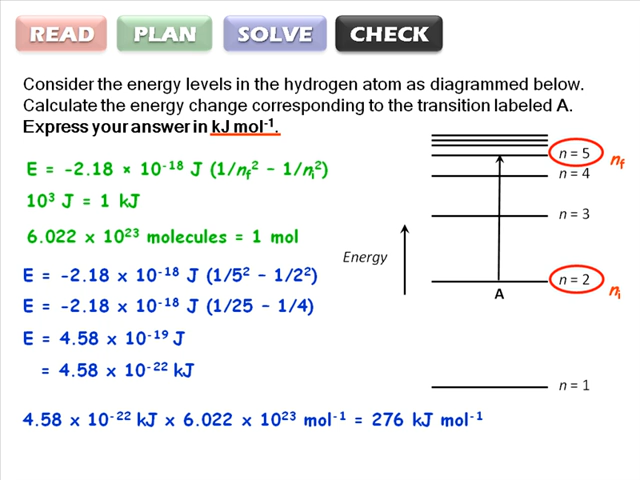 READ PLAN SOLVE CHECK
Consider the energy levels in the hydrogen atom as diagrammed below.
Calculate the energy change corresponding to the transition labeled A.
Express your answer in kJ mol⁻¹.
E = -2.18 × 10⁻¹⁸ J (1/n_f² - 1/n_i²)
10³ J = 1 kJ
6.022 x 10²³ molecules = 1 mol
E = -2.18 x 10⁻¹⁸ J (1/5² - 1/2²)
E = -2.18 x 10⁻¹⁸ J (1/25 - 1/4)
E = 4.58 x 10⁻¹⁹ J
= 4.58 x 10⁻²² kJ
4.58 x 10⁻²² kJ x 6.022 x 10²³ mol⁻¹ = 276 kJ mol⁻¹
n = 5
n_f
n = 4
n = 3
Energy
n = 2
n_i
A
n = 1